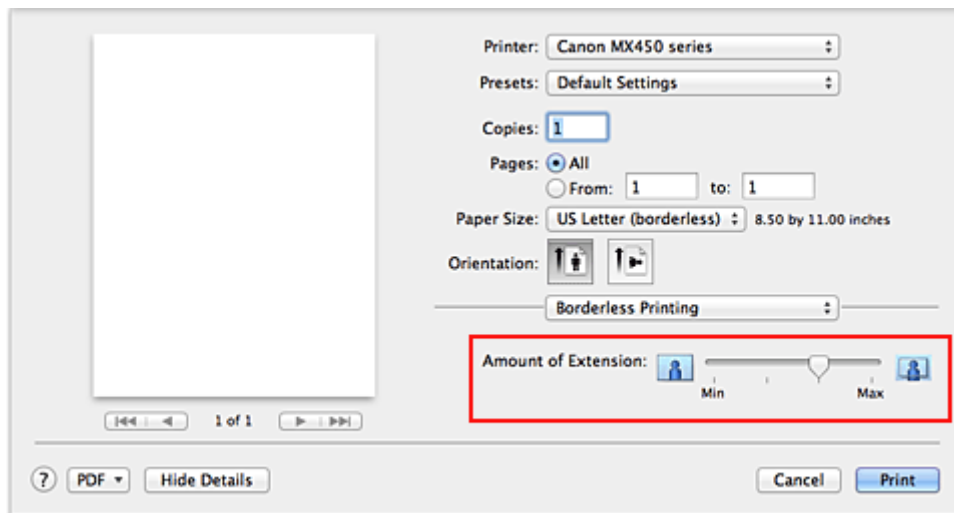 Printer: Canon MX450 series
Presets: Default Settings
Copies: 1
Pages: All
From: 1 to: 1
Paper Size: US Letter (borderless) 8.50 by 11.00 inches
Orientation:
Borderless Printing
Amount of Extension:
Min Max
1 of 1
? PDF Hide Details Cancel Print